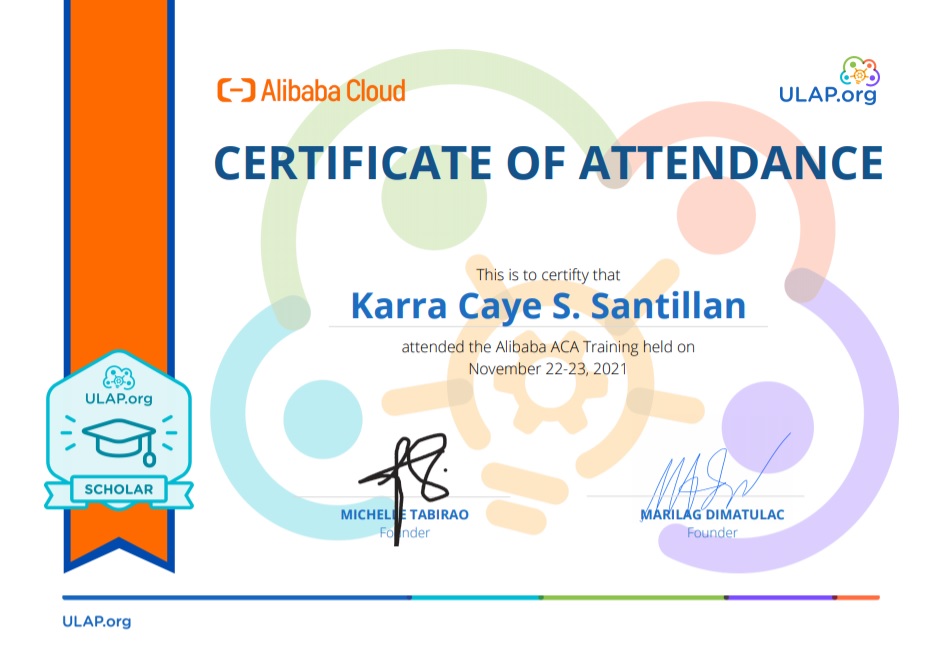 Alibaba Cloud
ULAP.org
CERTIFICATE OF ATTENDANCE
This is to certifty that
Karra Caye S. Santillan
attended the Alibaba ACA Training held on
November 22-23, 2021
ULAP.org
SCHOLAR
MICHELLE TABIRAO
Founder
MARILAG DIMATULAC
Founder
ULAP.org